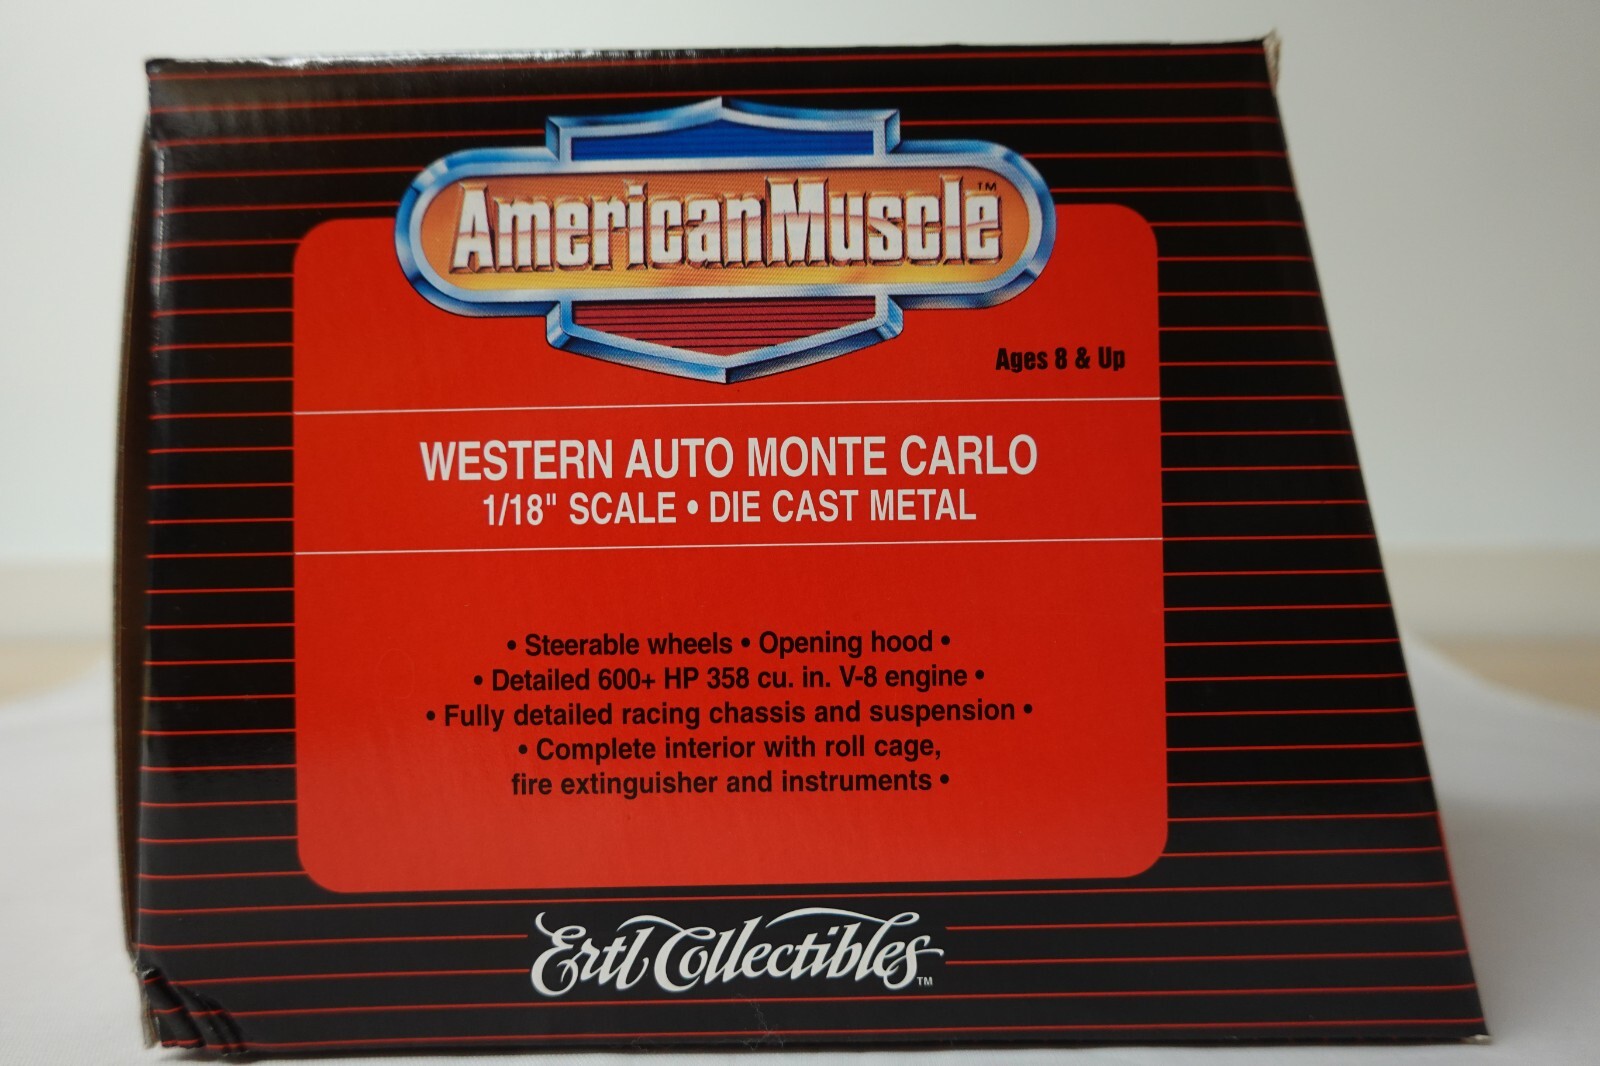 AmericanMuscle™
Ages 8 & Up
WESTERN AUTO MONTE CARLO
1/18" SCALE • DIE CAST METAL
• Steerable wheels • Opening hood •
• Detailed 600+ HP 358 cu. in. V-8 engine •
• Fully detailed racing chassis and suspension •
• Complete interior with roll cage,
fire extinguisher and instruments •
Ertl Collectibles™